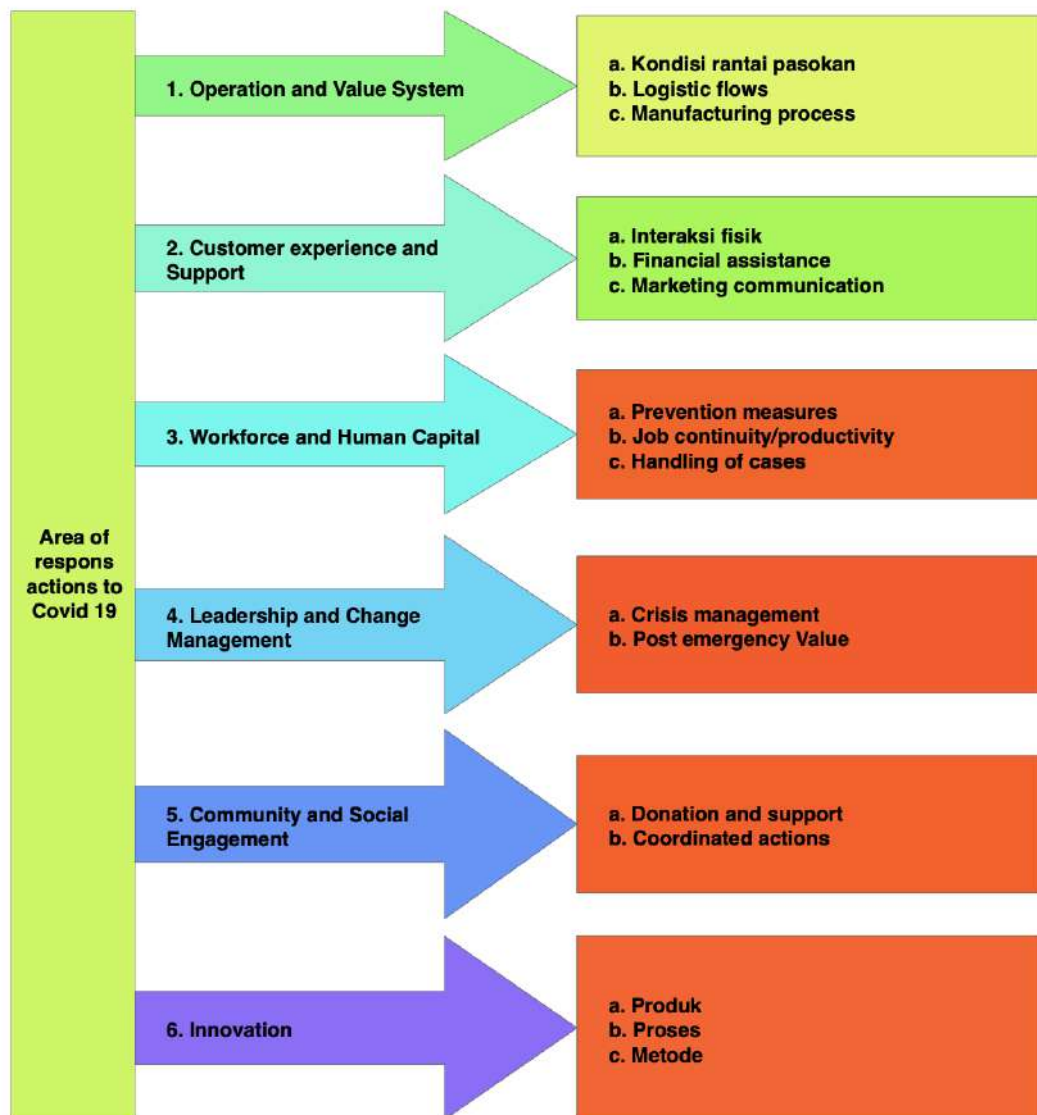 Area of
respons
actions to
Covid 19
1. Operation and Value System
a. Kondisi rantai pasokan
b. Logistic flows
c. Manufacturing process
2. Customer experience and
Support
a. Interaksi fisik
b. Financial assistance
c. Marketing communication
3. Workforce and Human Capital
a. Prevention measures
b. Job continuity/productivity
c. Handling of cases
4. Leadership and Change
Management
a. Crisis management
b. Post emergency Value
5. Community and Social
Engagement
a. Donation and support
b. Coordinated actions
6. Innovation
a. Produk
b. Proses
c. Metode